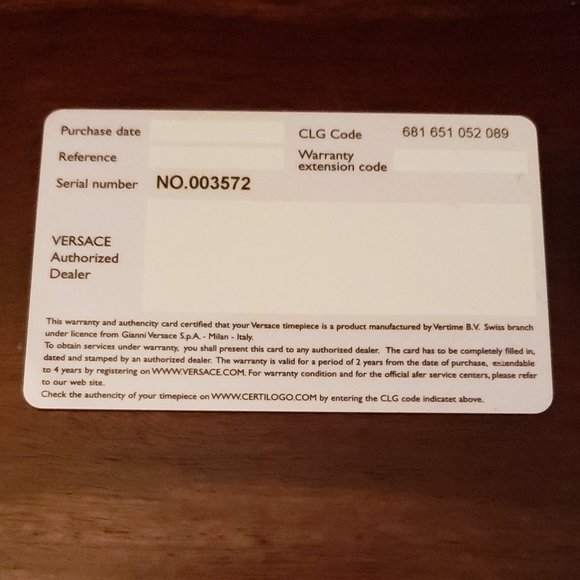 Purchase date
CLG Code 681 651 052 089
Reference
Warranty
extension code
Serial number NO.003572
VERSACE
Authorized
Dealer
This warranty and authencity card certified that your Versace timepiece is a product manufactured by Vertime B.V. Swiss branch
under licence from Gianni Versace S.p.A. - Milan - Italy.
To obtain services under warranty, you shall present this card to any authorized dealer. The card has to be completely filled in,
dated and stamped by an authorized dealer. The warranty is valid for a period of 2 years from the date of purchase, exendable
to 4 years by registering on WWW.VERSACE.COM. For warranty condition and for the official afer service centers, please refer
to our web site.
Check the authencity of your timepiece on WWW.CERTILOGO.COM by entering the CLG code indicatet above.